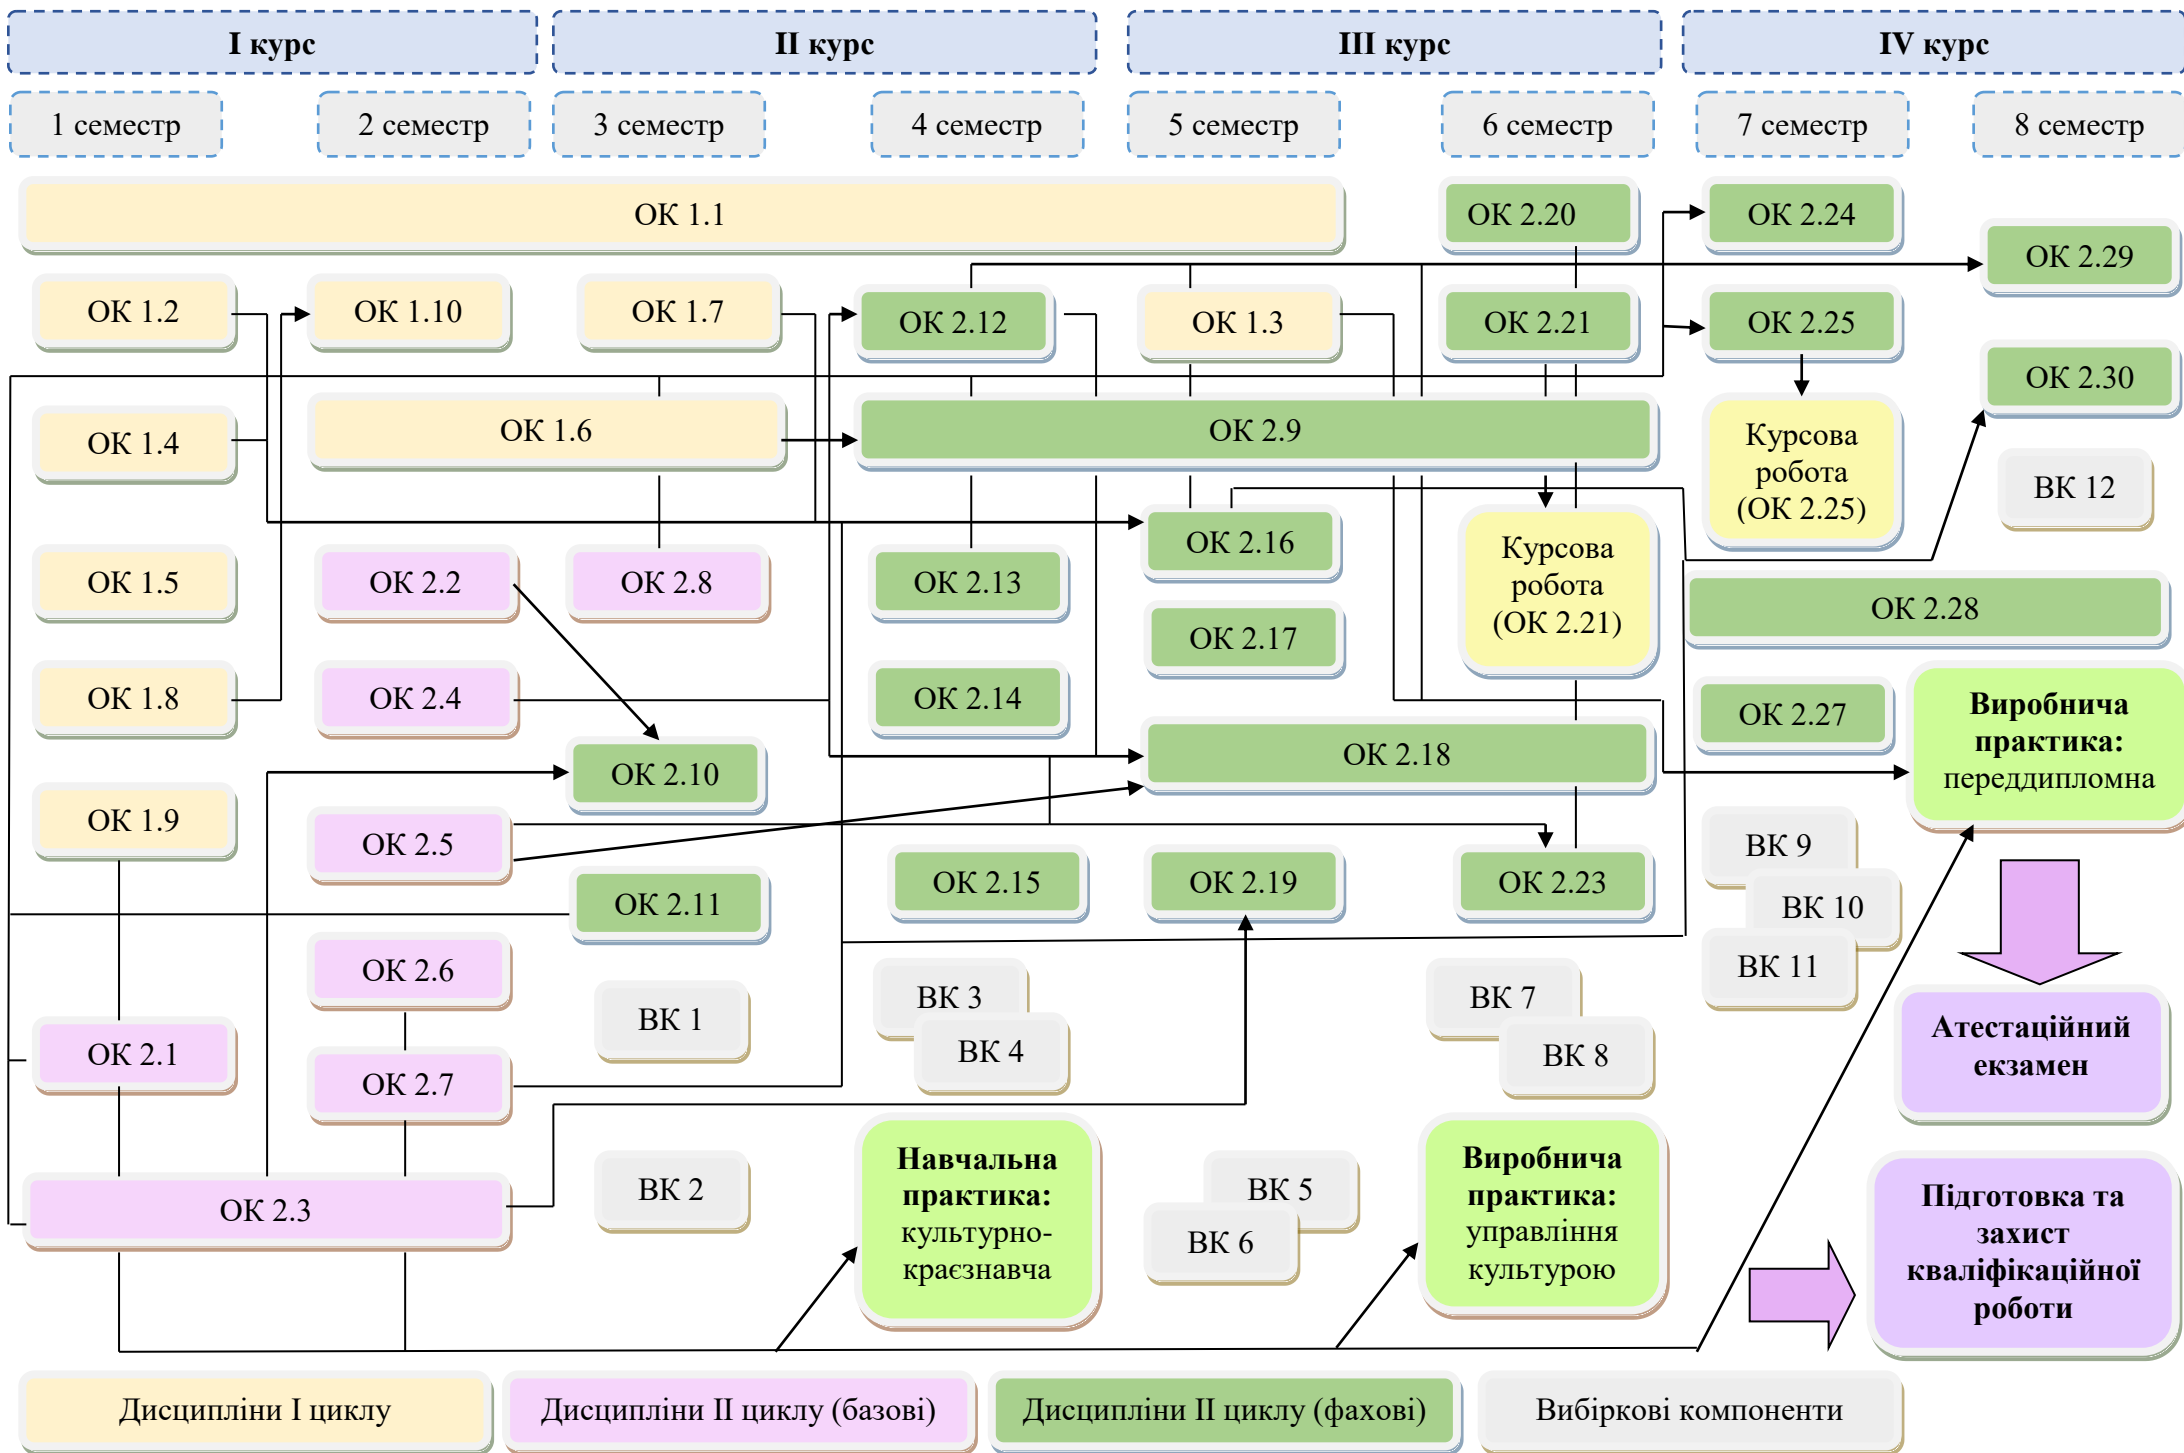 І курс
ІІ курс
ІІІ курс
IV курс
1 семестр
2 семестр
3 семестр
4 семестр
5 семестр
6 семестр
7 семестр
8 семестр
ОК 1.1
ОК 2.20
ОК 2.24
ОК 2.29
ОК 1.2
ОК 1.10
ОК 1.7
ОК 2.12
ОК 1.3
ОК 2.21
ОК 2.25
ОК 2.30
ОК 1.4
ОК 1.6
ОК 2.9
Курсова
робота
(ОК 2.25)
ВК 12
ОК 1.5
ОК 2.2
ОК 2.8
ОК 2.13
ОК 2.16
Курсова
робота
(ОК 2.21)
ОК 2.28
ОК 2.17
ОК 1.8
ОК 2.4
ОК 2.14
ОК 2.27
Виробнича
практика:
переддипломна
ОК 2.10
ОК 2.18
ОК 1.9
ОК 2.5
ВК 9
ВК 10
ВК 11
ОК 2.15
ОК 2.19
ОК 2.23
ОК 2.11
ОК 2.6
ВК 1
ВК 3
ВК 4
ВК 7
ВК 8
Атестаційний
екзамен
ОК 2.1
ОК 2.7
ОК 2.3
ВК 2
Навчальна
практика:
культурно-
краєзнавча
ВК 5
ВК 6
Виробнича
практика:
управління
культурою
Підготовка та
захист
кваліфікаційної
роботи
Дисципліни І циклу
Дисципліни ІІ циклу (базові)
Дисципліни ІІ циклу (фахові)
Вибіркові компоненти